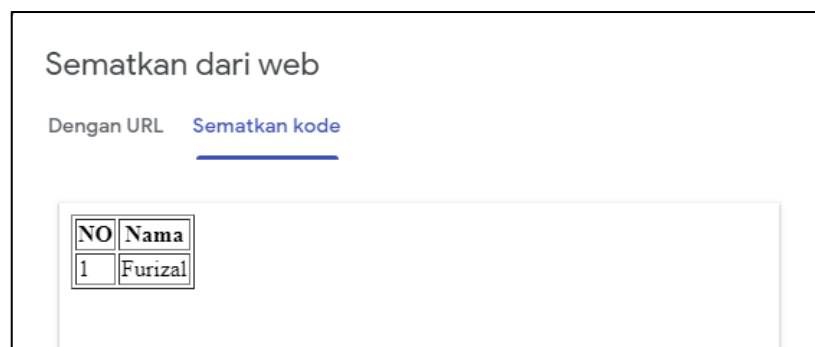 Sematkan dari web
Dengan URL Sematkan kode
NO Nama
1 Furizal